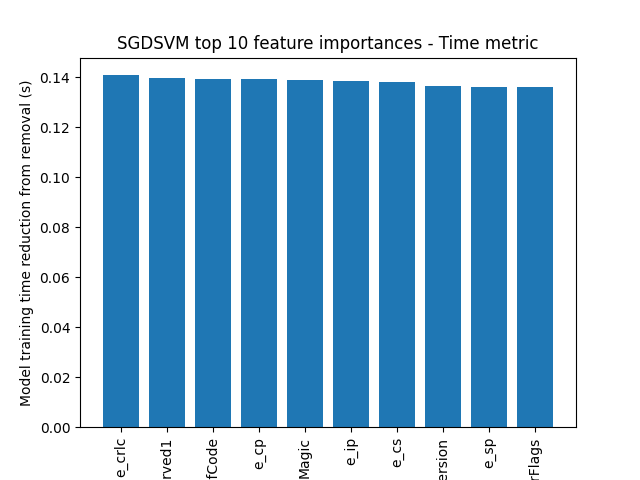 SGDSVM top 10 feature importances - Time metric
Model training time reduction from removal (s)
0.14
0.12
0.10
0.08
0.06
0.04
0.02
0.00
e_crlc
rved1
fCode
e_cp
Magic
e_ip
e_cs
ersion
e_sp
rFlags